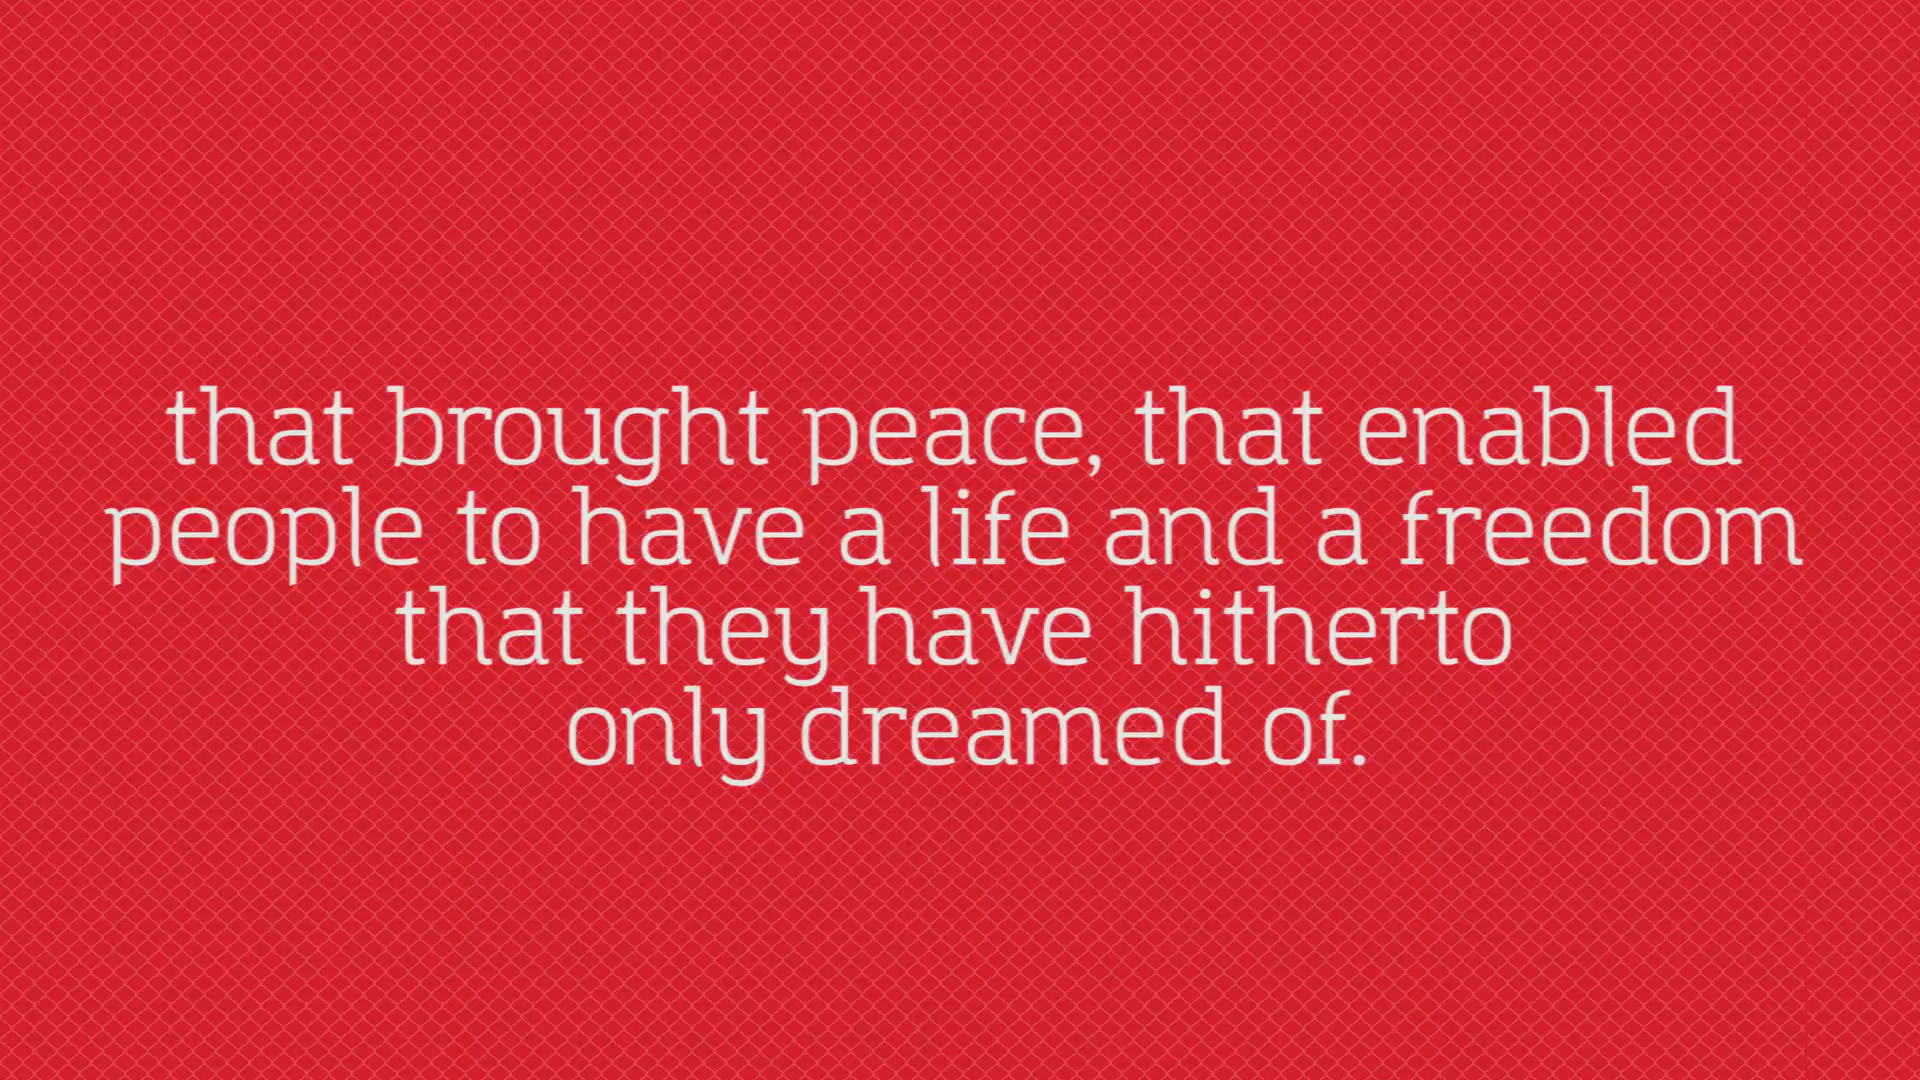 that brought peace, that enabled
people to have a life and a freedom
that they have hitherto
only dreamed of.